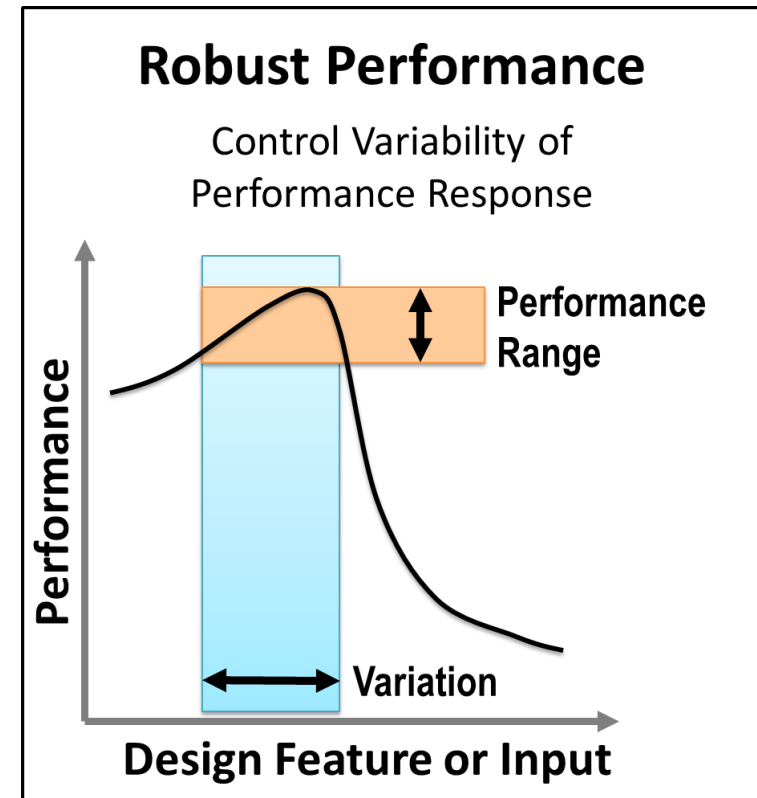 Robust Performance
Control Variability of
Performance Response
Performance
Range
Performance
Variation
Design Feature or Input